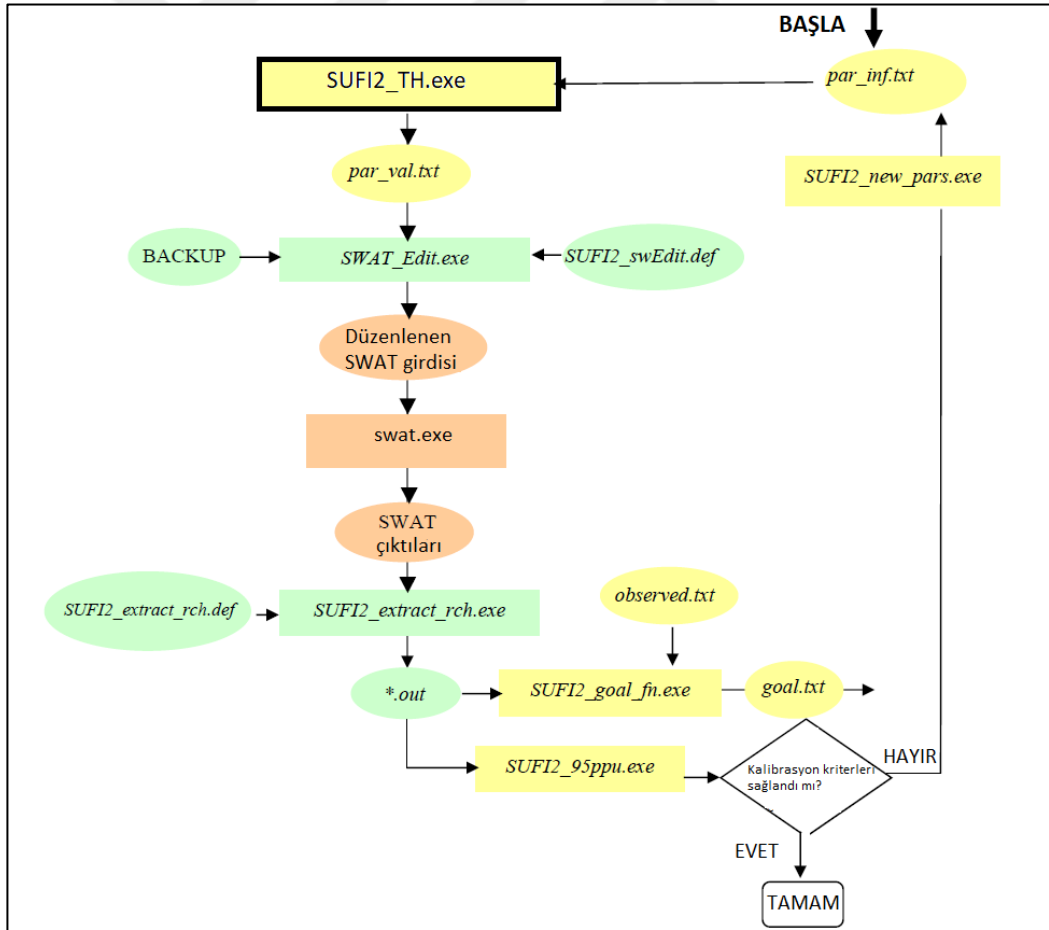 BAŞLA
SUFI2_TH.exe
par_inf.txt
par_val.txt
SUFI2_new_pars.exe
BACKUP
SWAT_Edit.exe
SUFI2_swEdit.def
Düzenlenen
SWAT girdisi
swat.exe
SWAT
çıktıları
SUFI2_extract_rch.def
SUFI2_extract_rch.exe
observed.txt
*.out
SUFI2_goal_fn.exe
goal.txt
SUFI2_95ppu.exe
Kalibrasyon kriterleri
sağlandı mı?
HAYIR
EVET
TAMAM